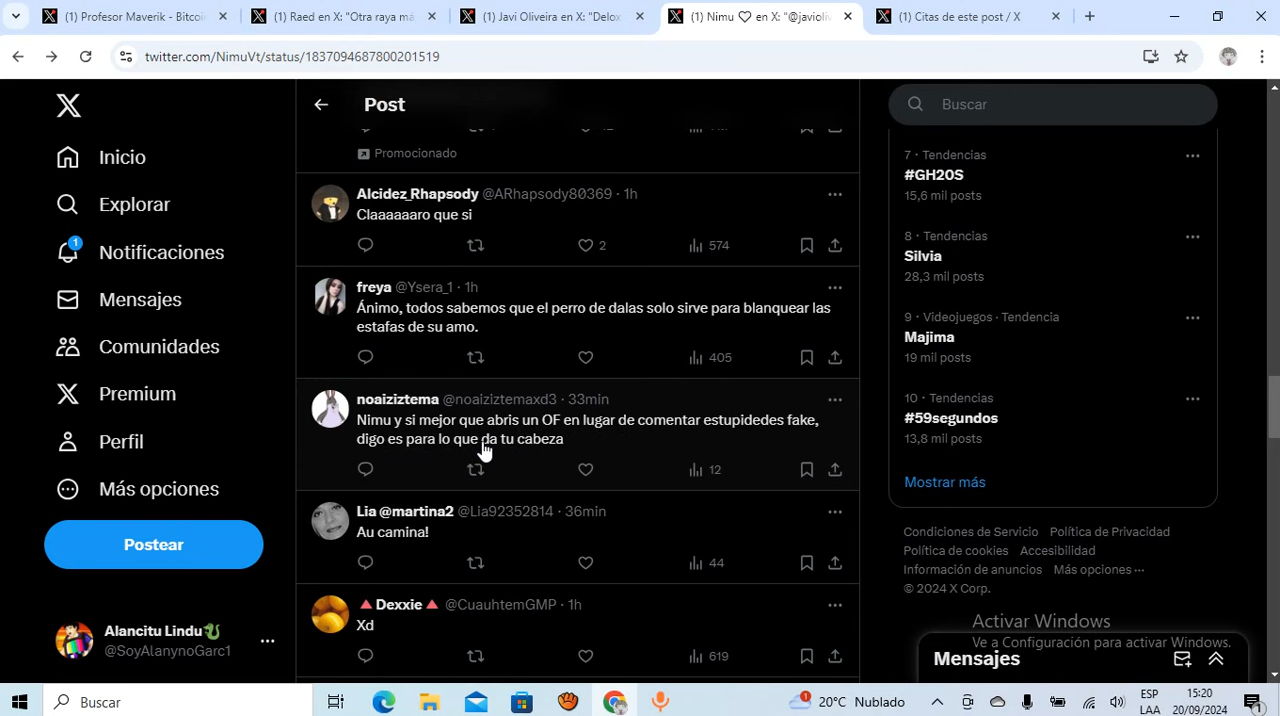 (1) Profesor Maverik - Bitcoi
(1) Raed en X: "Otra raya má
(1) Javi Oliveira en X: "Delox
(1) Nimu ♡ en X: "@javioliv
(1) Citas de este post / X
twitter.com/NimuVt/status/1837094687800201519
Inicio
Explorar
1
Notificaciones
Mensajes
Comunidades
Premium
Perfil
Más opciones
Postear
Alancitu Lindu🐉
@SoyAlanynoGarc1
Post
Promocionado
Alcidez_Rhapsody @ARhapsody80369 · 1h
Claaaaaaro que si
2
574
freya @Ysera_1 · 1h
Ánimo, todos sabemos que el perro de dalas solo sirve para blanquear las
estafas de su amo.
405
noaiziztema @noaiziztemaxd3 · 33min
Nimu y si mejor que abris un OF en lugar de comentar estupidedes fake,
digo es para lo que da tu cabeza
12
Lia @martina2 @Lia92352814 · 36min
Au camina!
44
🔺Dexxie🔺 @CuauhtemGMP · 1h
Xd
619
Buscar
7 · Tendencias
#GH20S
15,6 mil posts
8 · Tendencias
Silvia
28,3 mil posts
9 · Videojuegos · Tendencia
Majima
19 mil posts
10 · Tendencias
#59segundos
13,8 mil posts
Mostrar más
Condiciones de Servicio Política de Privacidad
Política de cookies Accesibilidad
Información de anuncios Más opciones ···
© 2024 X Corp.
Activar Windows
Ve a Configuración para activar Windows.
Mensajes
Buscar
1
20°C Nublado
ESP
LAA
15:20
20/09/2024
1